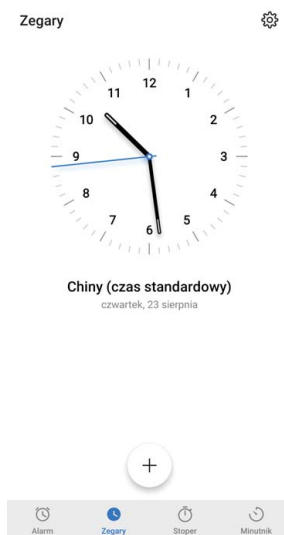 Zegary
12
11 1
10 2
9 3
8 4
7 5
6
Chiny (czas standardowy)
czwartek, 23 sierpnia
Alarm Zegary Stoper Minutnik